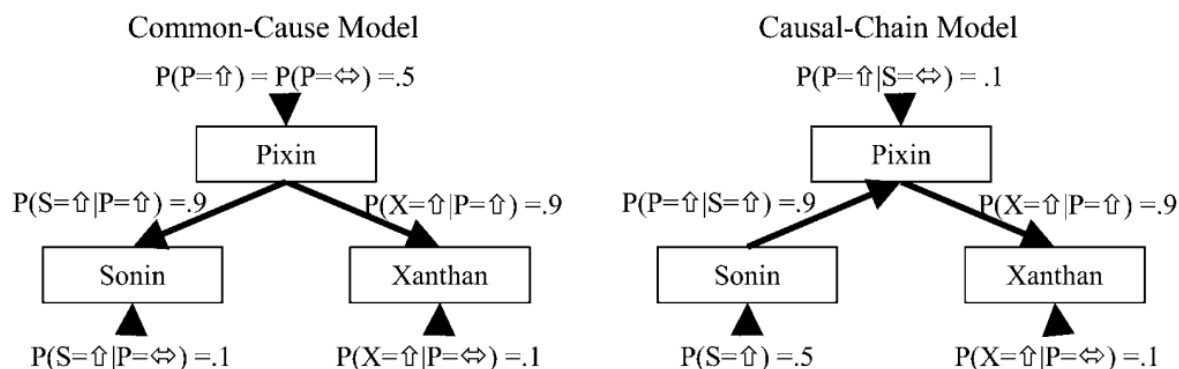 Common-Cause Model
P(P=⇧) = P(P=⬄) =.5
Pixin
P(S=⇧|P=⇧) =.9
P(X=⇧|P=⇧) =.9
Sonin
Xanthan
P(S=⇧|P=⬄) =.1
P(X=⇧|P=⬄) =.1
Causal-Chain Model
P(P=⇧|S=⬄) = .1
Pixin
P(P=⇧|S=⇧) =.9
P(X=⇧|P=⇧) =.9
Sonin
Xanthan
P(S=⇧) =.5
P(X=⇧|P=⬄) =.1